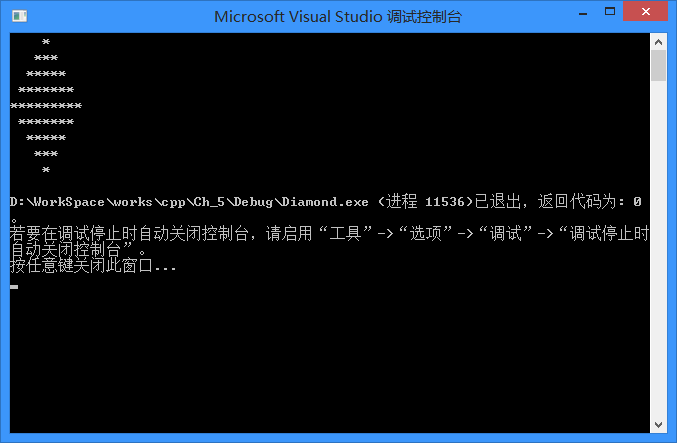 Microsoft Visual Studio 调试控制台
    *
   ***
  *****
 *******
*********
 *******
  *****
   ***
    *
D:\WorkSpace\works\cpp\Ch_5\Debug\Diamond.exe (进程 11536)已退出，返回代码为: 0
。
若要在调试停止时自动关闭控制台，请启用“工具”->“选项”->“调试”->“调试停止时
自动关闭控制台”。
按任意键关闭此窗口...